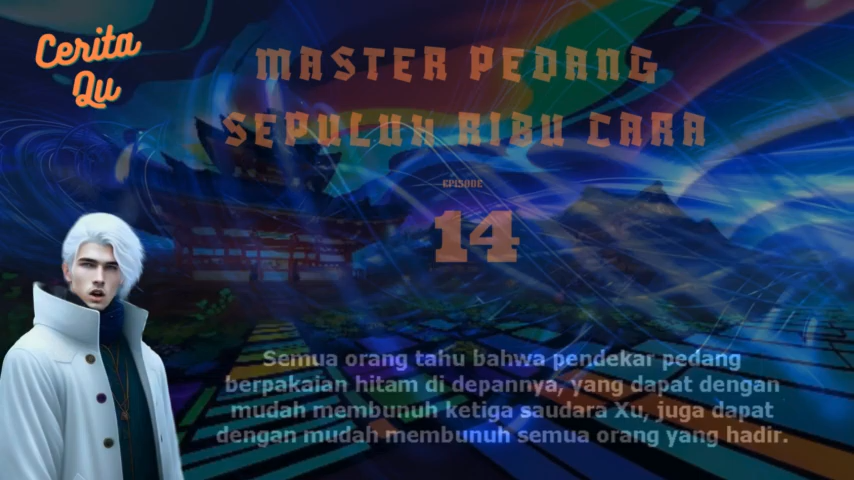 Cerita
Qu
MASTER PEDANG
SEPULUH RIBU CARA
EPISODE
14
Semua orang tahu bahwa pendekar pedang
berpakaian hitam di depannya, yang dapat dengan
mudah membunuh ketiga saudara Xu, juga dapat
dengan mudah membunuh semua orang yang hadir.